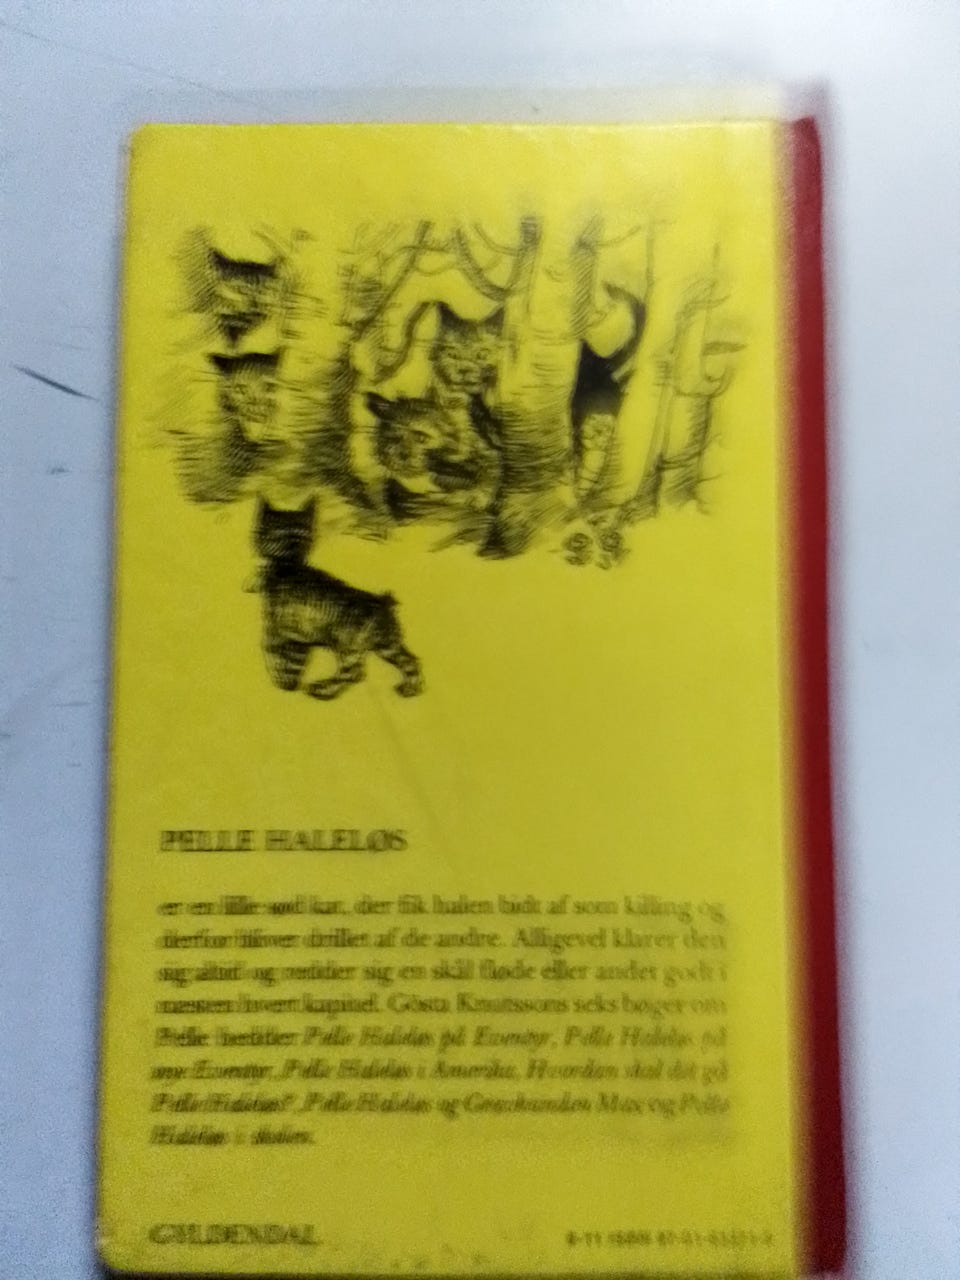 PELLE HALELØS
er en lille sød kat, der fik halen bidt af som killing og
derfor bliver drillet af de andre. Alligevel klarer den
sig altid og redder sig en skål fløde eller andet godt i
næsten hvert kapitel. Gösta Knutssons seks bøger om
Pelle hedder Pelle Haleløs på Eventyr, Pelle Haleløs på
nye Eventyr, Pelle Haleløs i Amerika, Hvordan skal det gå
Pelle Haleløs?, Pelle Haleløs og Gravhunden Max og Pelle
Haleløs i skolen.
GYLDENDAL
ISBN